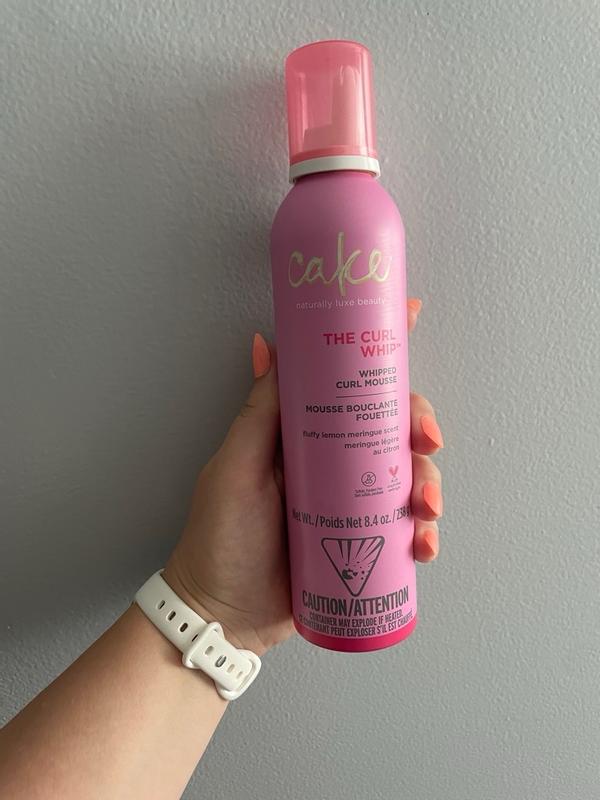 cake
naturally luxe beauty
THE CURL
WHIP™
WHIPPED
CURL MOUSSE
MOUSSE BOUCLANTE
FOUETTÉE
fluffy lemon meringue scent
meringue légère
au citron
Net Wt./Poids Net 8.4 oz./238 g
CAUTION/ATTENTION
CONTAINER MAY EXPLODE IF HEATED.
CONTENANT PEUT EXPLOSER S'IL EST CHAUFFÉ